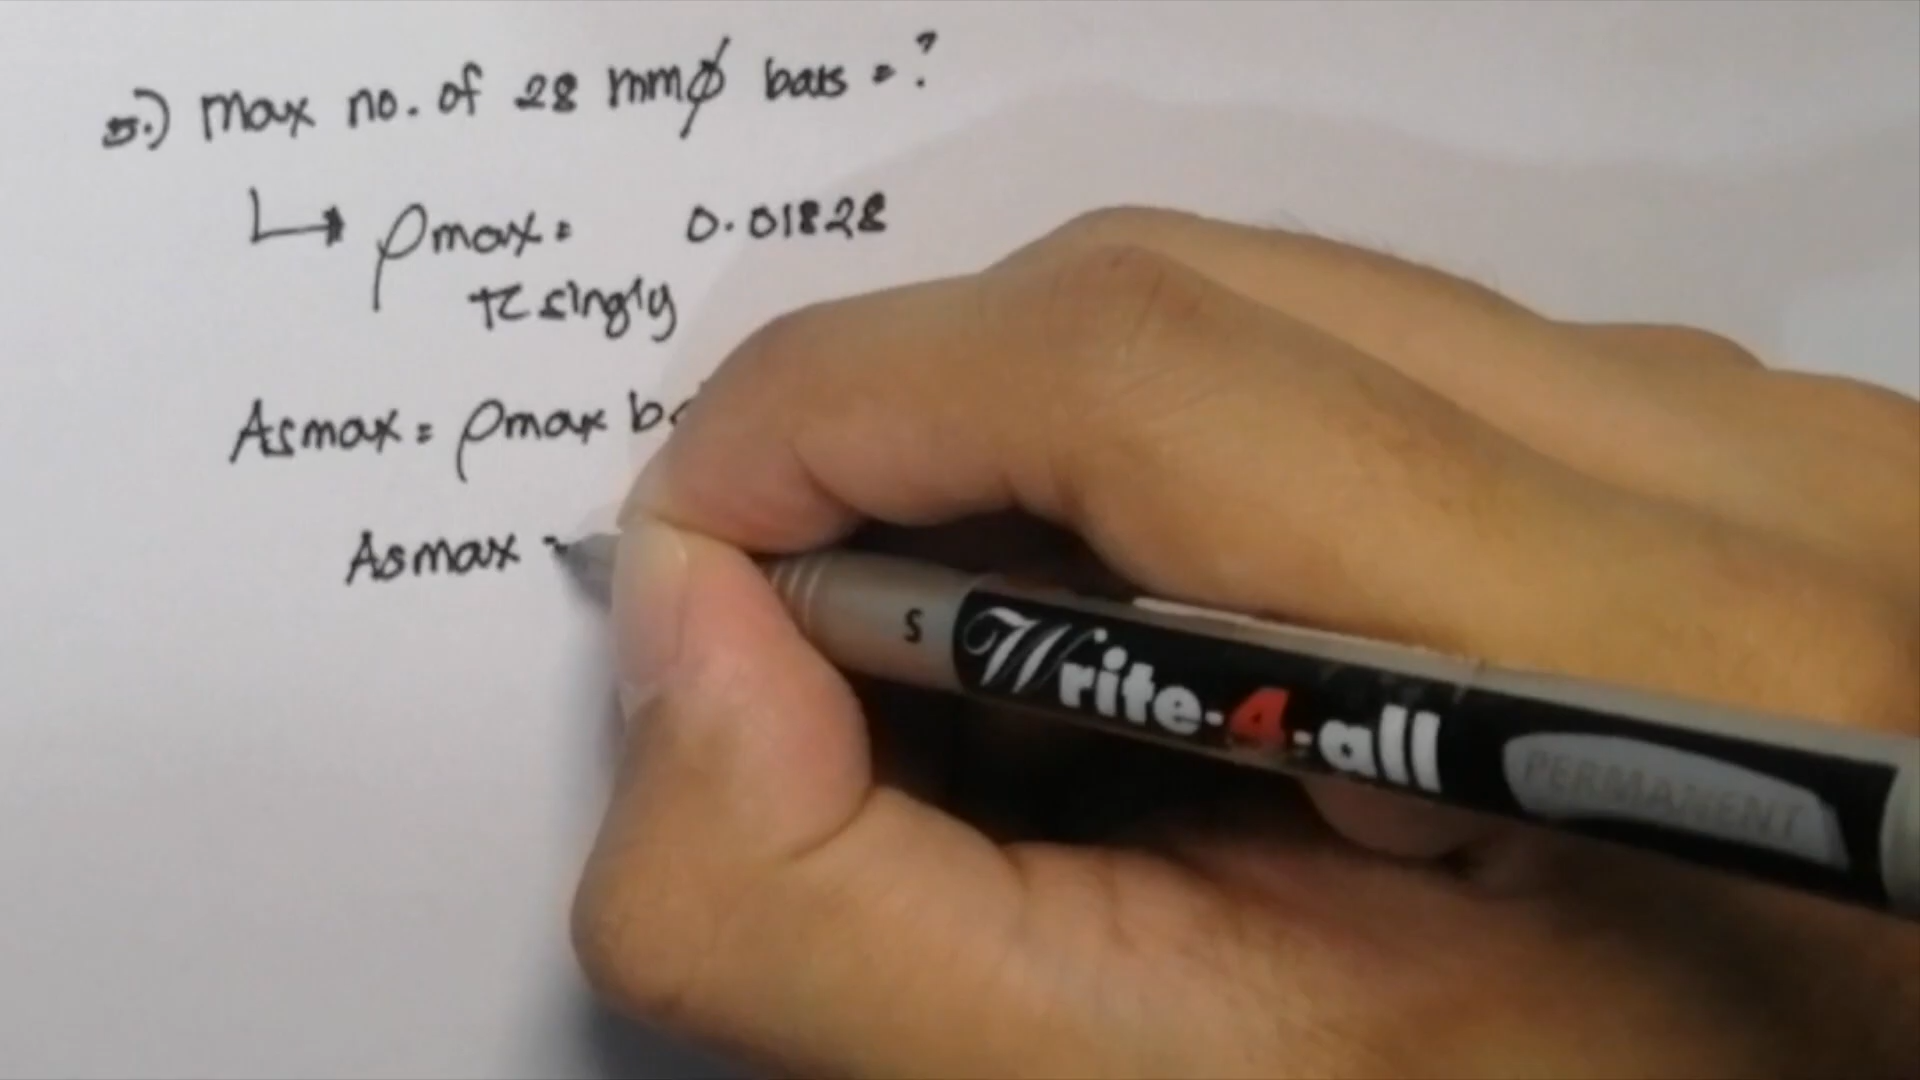 5.) Max no. of 28 mmϕ bars = ?
ρmax = 0.01828
TC singly
Asmax = ρmax bd
Asmax =
S Write-4-all PERMANENT